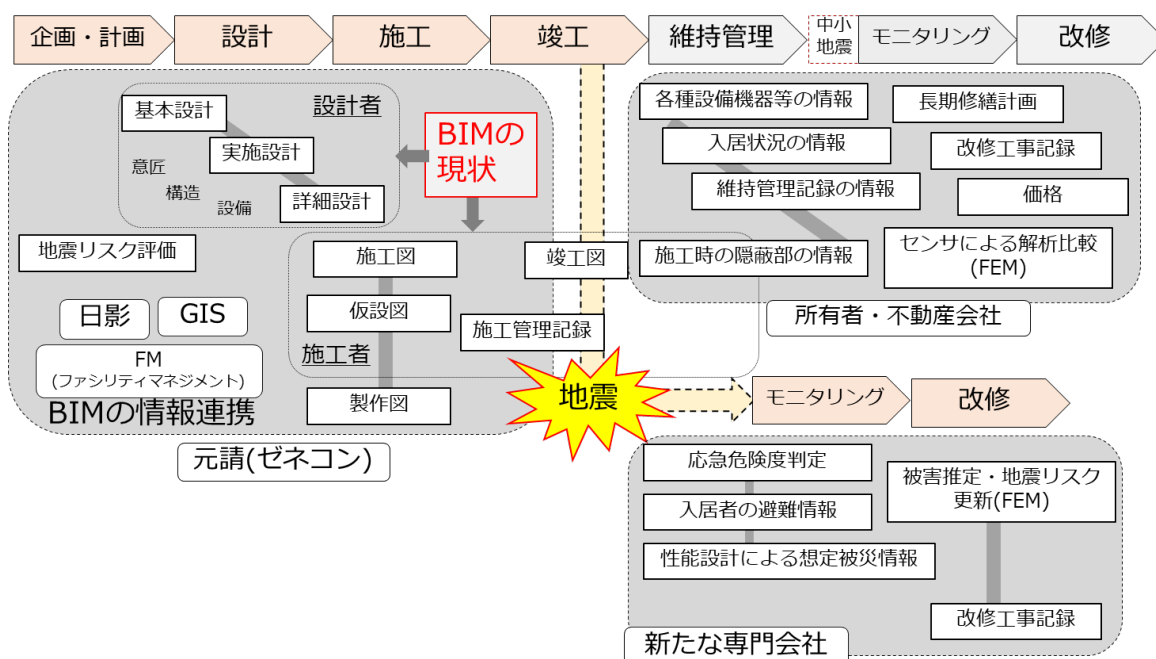 企画・計画
設計
施工
竣工
維持管理
中小
地震
モニタリング
改修
設計者
基本設計
実施設計
詳細設計
意匠
構造
設備
BIMの
現状
地震リスク評価
日影
GIS
FM
(ファシリティマネジメント)
BIMの情報連携
元請(ゼネコン)
施工図
仮設図
製作図
施工者
竣工図
施工管理記録
各種設備機器等の情報
入居状況の情報
維持管理記録の情報
施工時の隠蔽部の情報
長期修繕計画
改修工事記録
価格
センサによる解析比較
(FEM)
所有者・不動産会社
地震
モニタリング
改修
応急危険度判定
入居者の避難情報
性能設計による想定被災情報
被害推定・地震リスク
更新(FEM)
改修工事記録
新たな専門会社